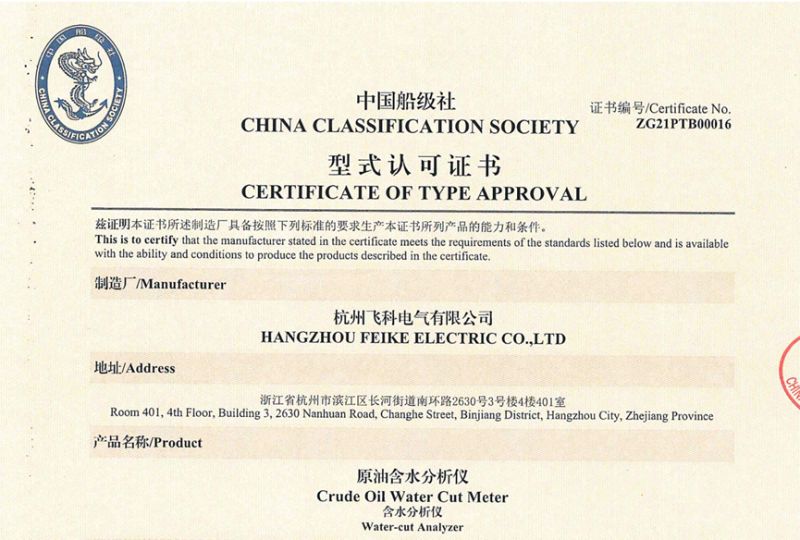 中国船级社
CHINA CLASSIFICATION SOCIETY
中国船级社
CHINA CLASSIFICATION SOCIETY
证书编号/Certificate No.
ZG21PTB00016
型式认可证书
CERTIFICATE OF TYPE APPROVAL
兹证明本证书所述制造厂具备按照下列标准的要求生产本证书所列产品的能力和条件。
This is to certify that the manufacturer stated in the certificate meets the requirements of the standards listed below and is available
with the ability and conditions to produce the products described in the certificate.
制造厂/Manufacturer
杭州飞科电气有限公司
HANGZHOU FEIKE ELECTRIC CO.,LTD
地址/Address
浙江省杭州市滨江区长河街道南环路2630号3号楼4楼401室
Room 401, 4th Floor, Building 3, 2630 Nanhuan Road, Changhe Street, Binjiang District, Hangzhou City, Zhejiang Province
产品名称/Product
原油含水分析仪
Crude Oil Water Cut Meter
含水分析仪
Water-cut Analyzer